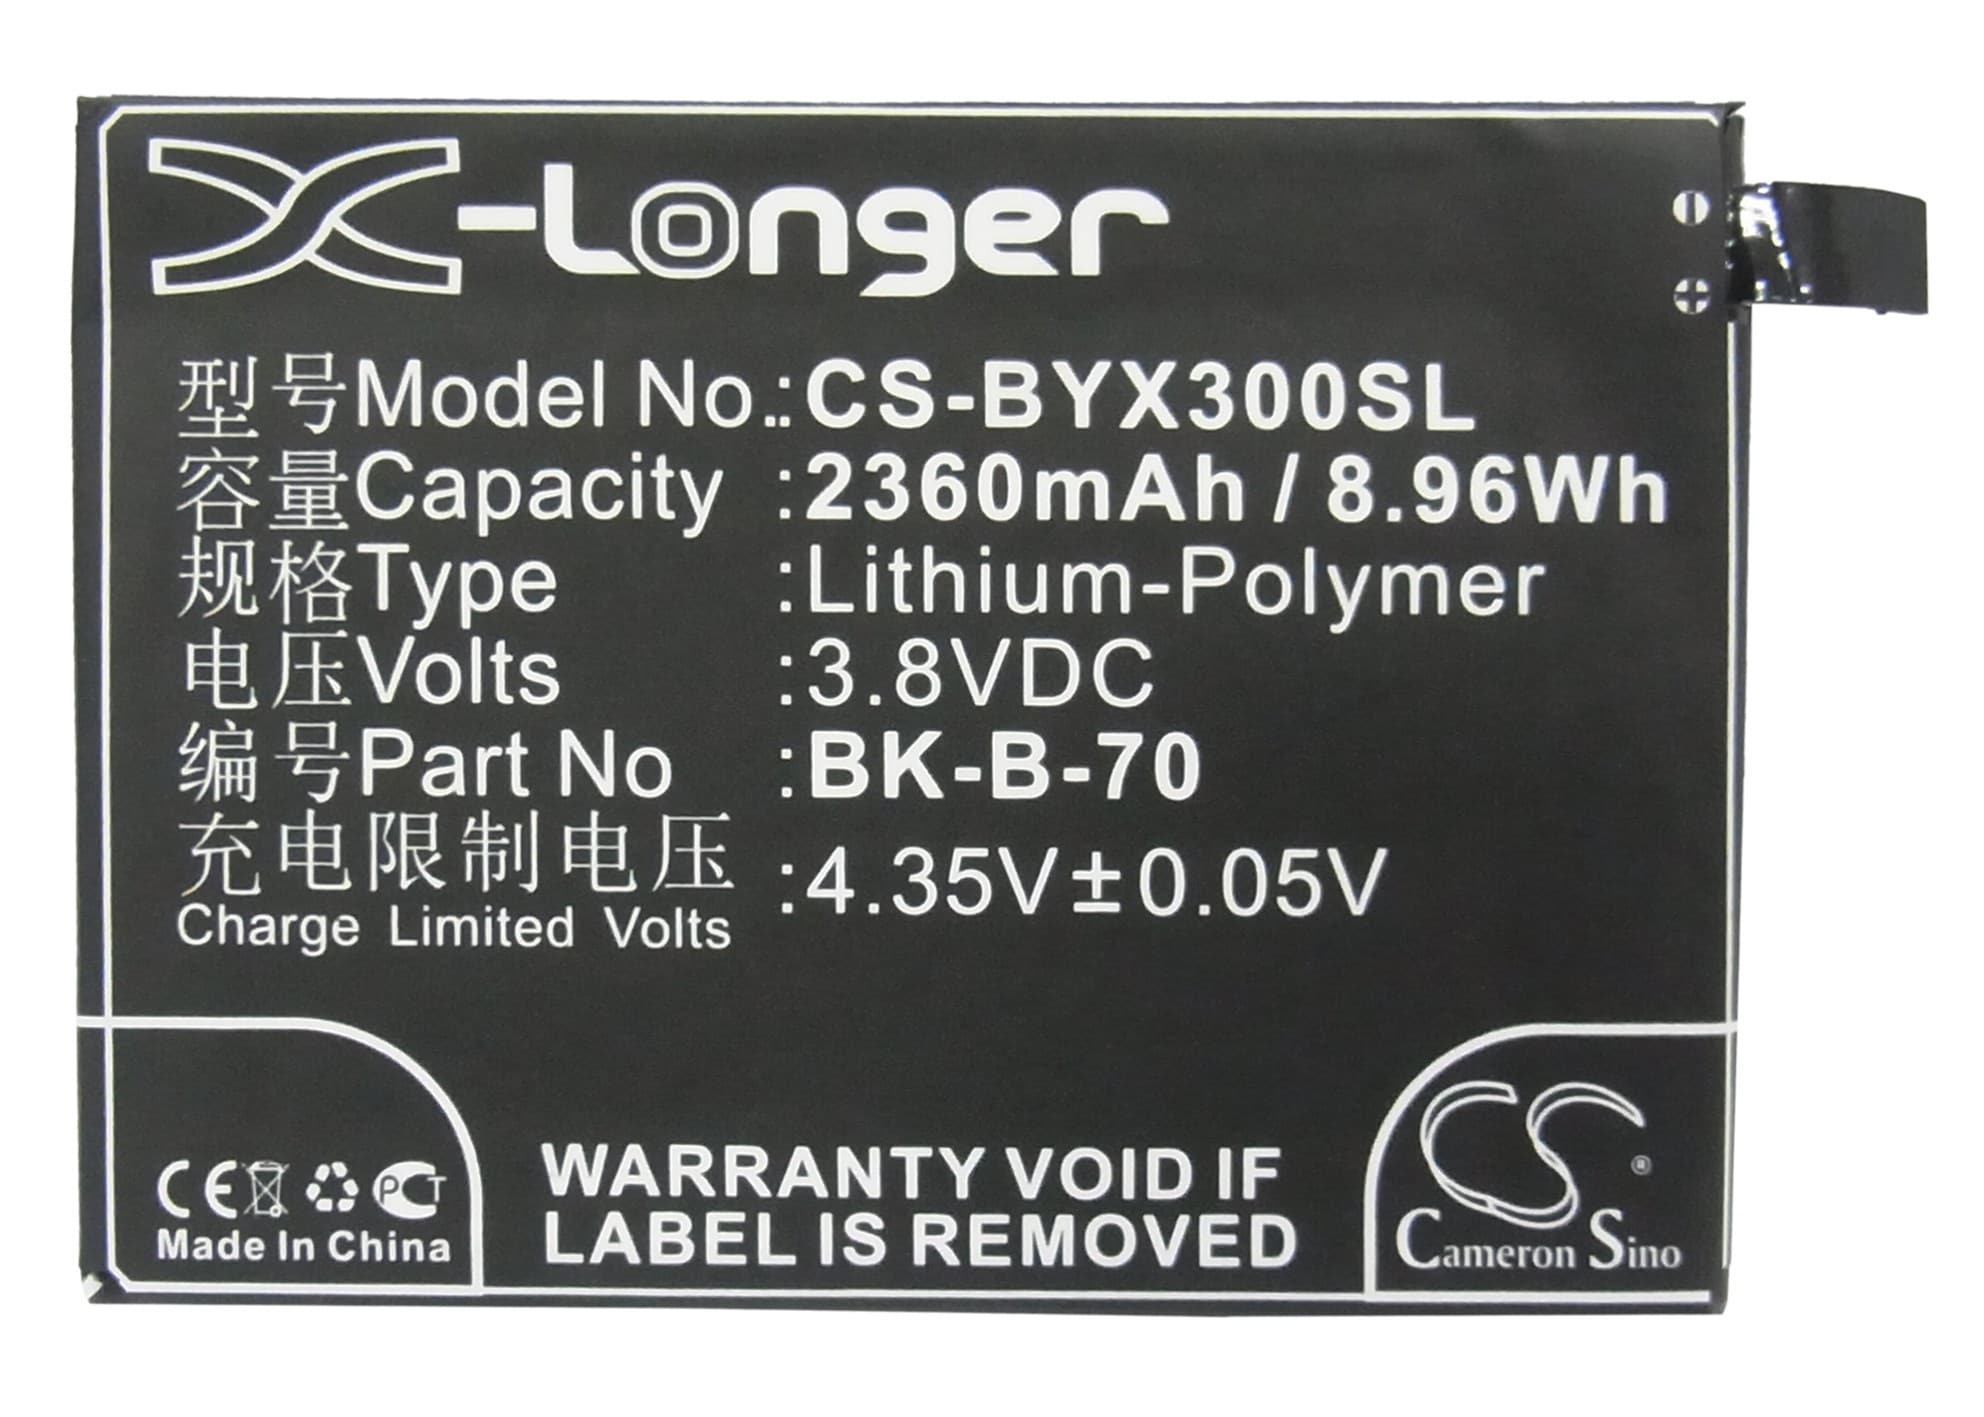 X-Longer
型号Model No.:CS-BYX300SL
容量Capacity :2360mAh / 8.96Wh
规格Type :Lithium-Polymer
电压Volts :3.8VDC
编号Part No :BK-B-70
充电限制电压 :4.35V±0.05V
Charge Limited Volts
CE PCT
Made In China
WARRANTY VOID IF
LABEL IS REMOVED
CS ®
Cameron Sino